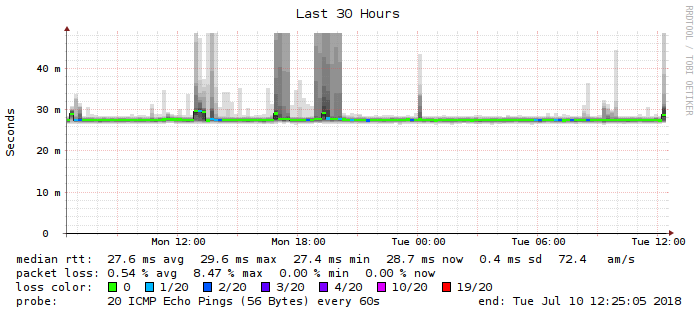 Last 30 Hours
RRDTOOL / TOBI OETIKER
Seconds
40 m
30 m
20 m
10 m
0
Mon 12:00 Mon 18:00 Tue 00:00 Tue 06:00 Tue 12:00
median rtt: 27.6 ms avg 29.6 ms max 27.4 ms min 28.7 ms now 0.4 ms sd 72.4 am/s
packet loss: 0.54 % avg 8.47 % max 0.00 % min 0.00 % now
loss color: 0 1/20 2/20 3/20 4/20 10/20 19/20
probe: 20 ICMP Echo Pings (56 Bytes) every 60s end: Tue Jul 10 12:25:05 2018